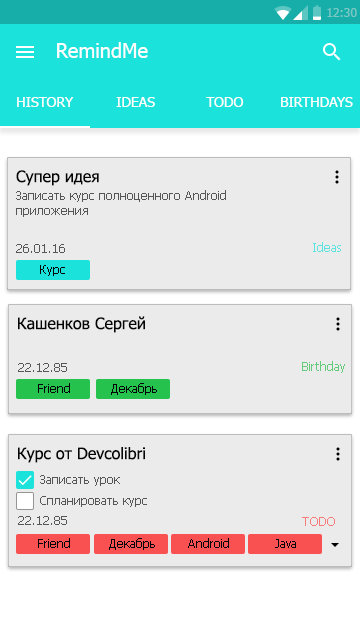 12:30
RemindMe
HISTORY IDEAS TODO BIRTHDAYS
Супер идея
Записать курс полноценного Android
приложения
26.01.16 Ideas
Курс
Кашенков Сергей
22.12.85 Birthday
Friend Декабрь
Курс от Devcolibri
Записать урок
Спланировать курс
22.12.85 TODO
Friend Декабрь Android Java